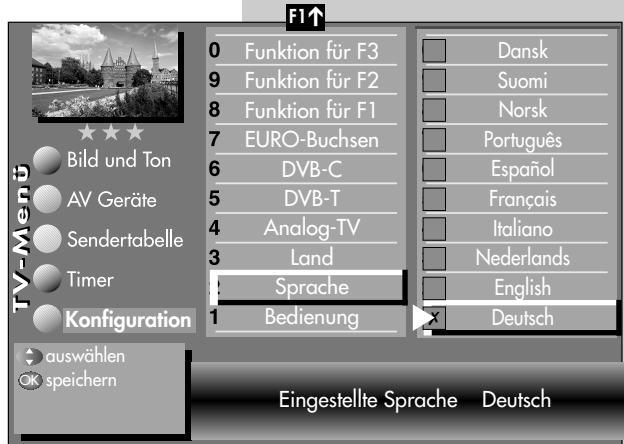 F1↑
0 Funktion für F3
9 Funktion für F2
8 Funktion für F1
7 EURO-Buchsen
6 DVB-C
5 DVB-T
4 Analog-TV
3 Land
2 Sprache
1 Bedienung
Dansk
Suomi
Norsk
Português
Español
Français
Italiano
Nederlands
English
x Deutsch
TV-Menü
Bild und Ton
AV Geräte
Sendertabelle
Timer
Konfiguration
auswählen
OK speichern
Eingestellte Sprache Deutsch